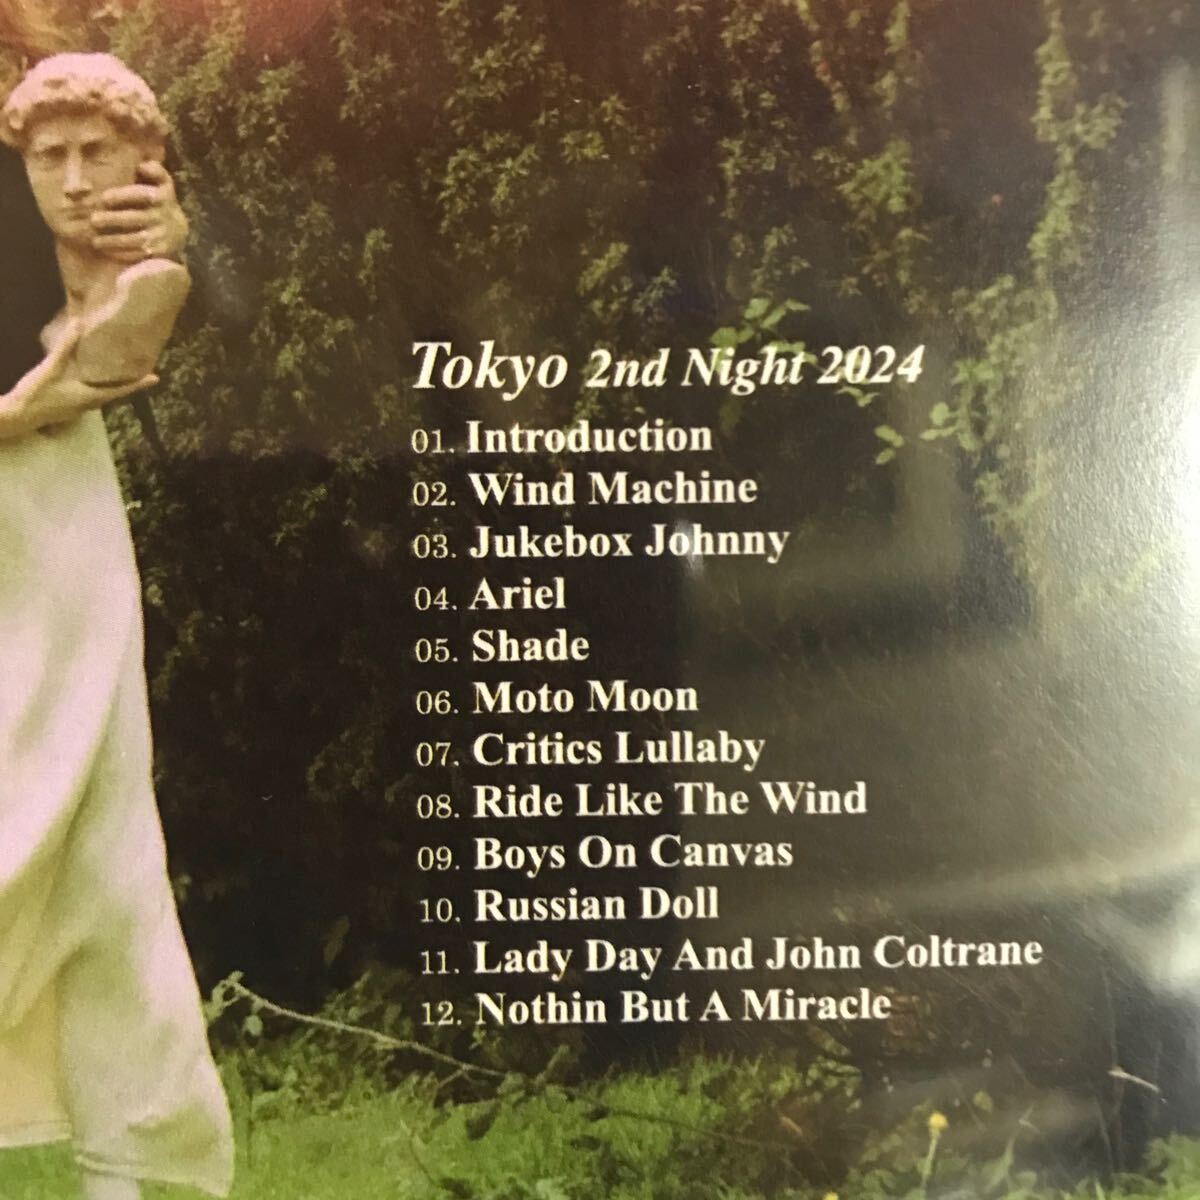 Tokyo 2nd Night 2024
01. Introduction
02. Wind Machine
03. Jukebox Johnny
04. Ariel
05. Shade
06. Moto Moon
07. Critics Lullaby
08. Ride Like The Wind
09. Boys On Canvas
10. Russian Doll
11. Lady Day And John Coltrane
12. Nothin But A Miracle